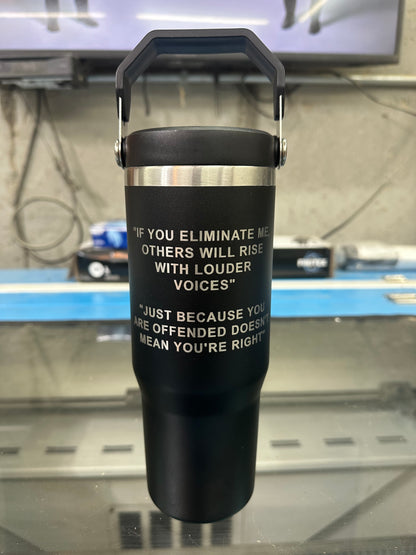 "IF YOU ELIMINATE ME,
OTHERS WILL RISE
WITH LOUDER
VOICES"
"JUST BECAUSE YOU
ARE OFFENDED DOESN'T
MEAN YOU'RE RIGHT"